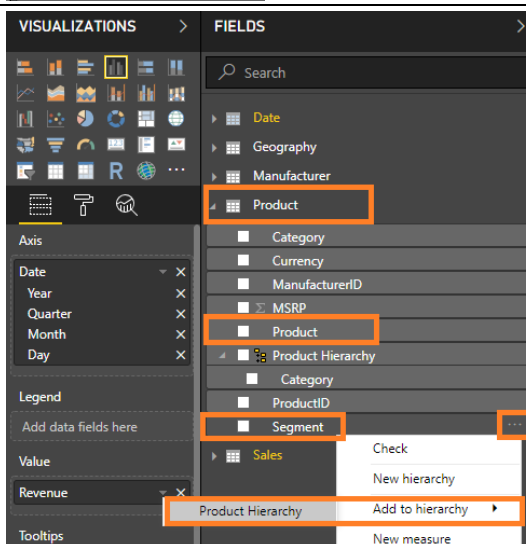 VISUALIZATIONS
Axis
Date
Year
Quarter
Month
Day
Legend
Add data fields here
Value
Revenue
Tooltips
FIELDS
Search
Date
Geography
Manufacturer
Product
Category
Currency
ManufacturerID
Σ MSRP
Product
Product Hierarchy
Category
ProductID
Segment
Sales
Check
New hierarchy
Product Hierarchy
Add to hierarchy
New measure
R